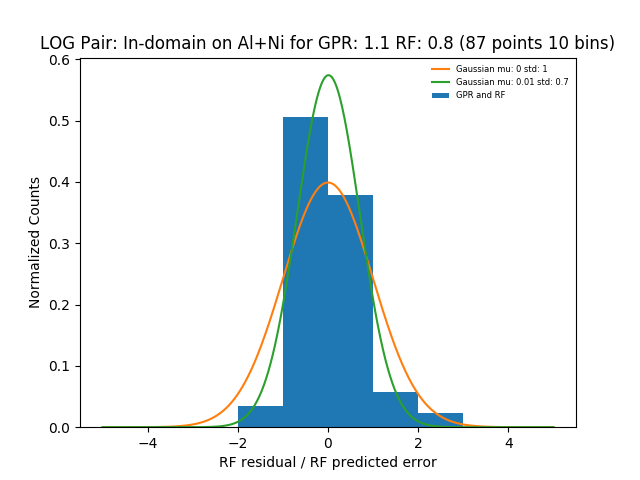 LOG Pair: In-domain on Al+Ni for GPR: 1.1 RF: 0.8 (87 points 10 bins)
Gaussian mu: 0 std: 1
Gaussian mu: 0.01 std: 0.7
GPR and RF
0.6
0.5
0.4
0.3
0.2
0.1
0.0
Normalized Counts
−4 −2 0 2 4
RF residual / RF predicted error